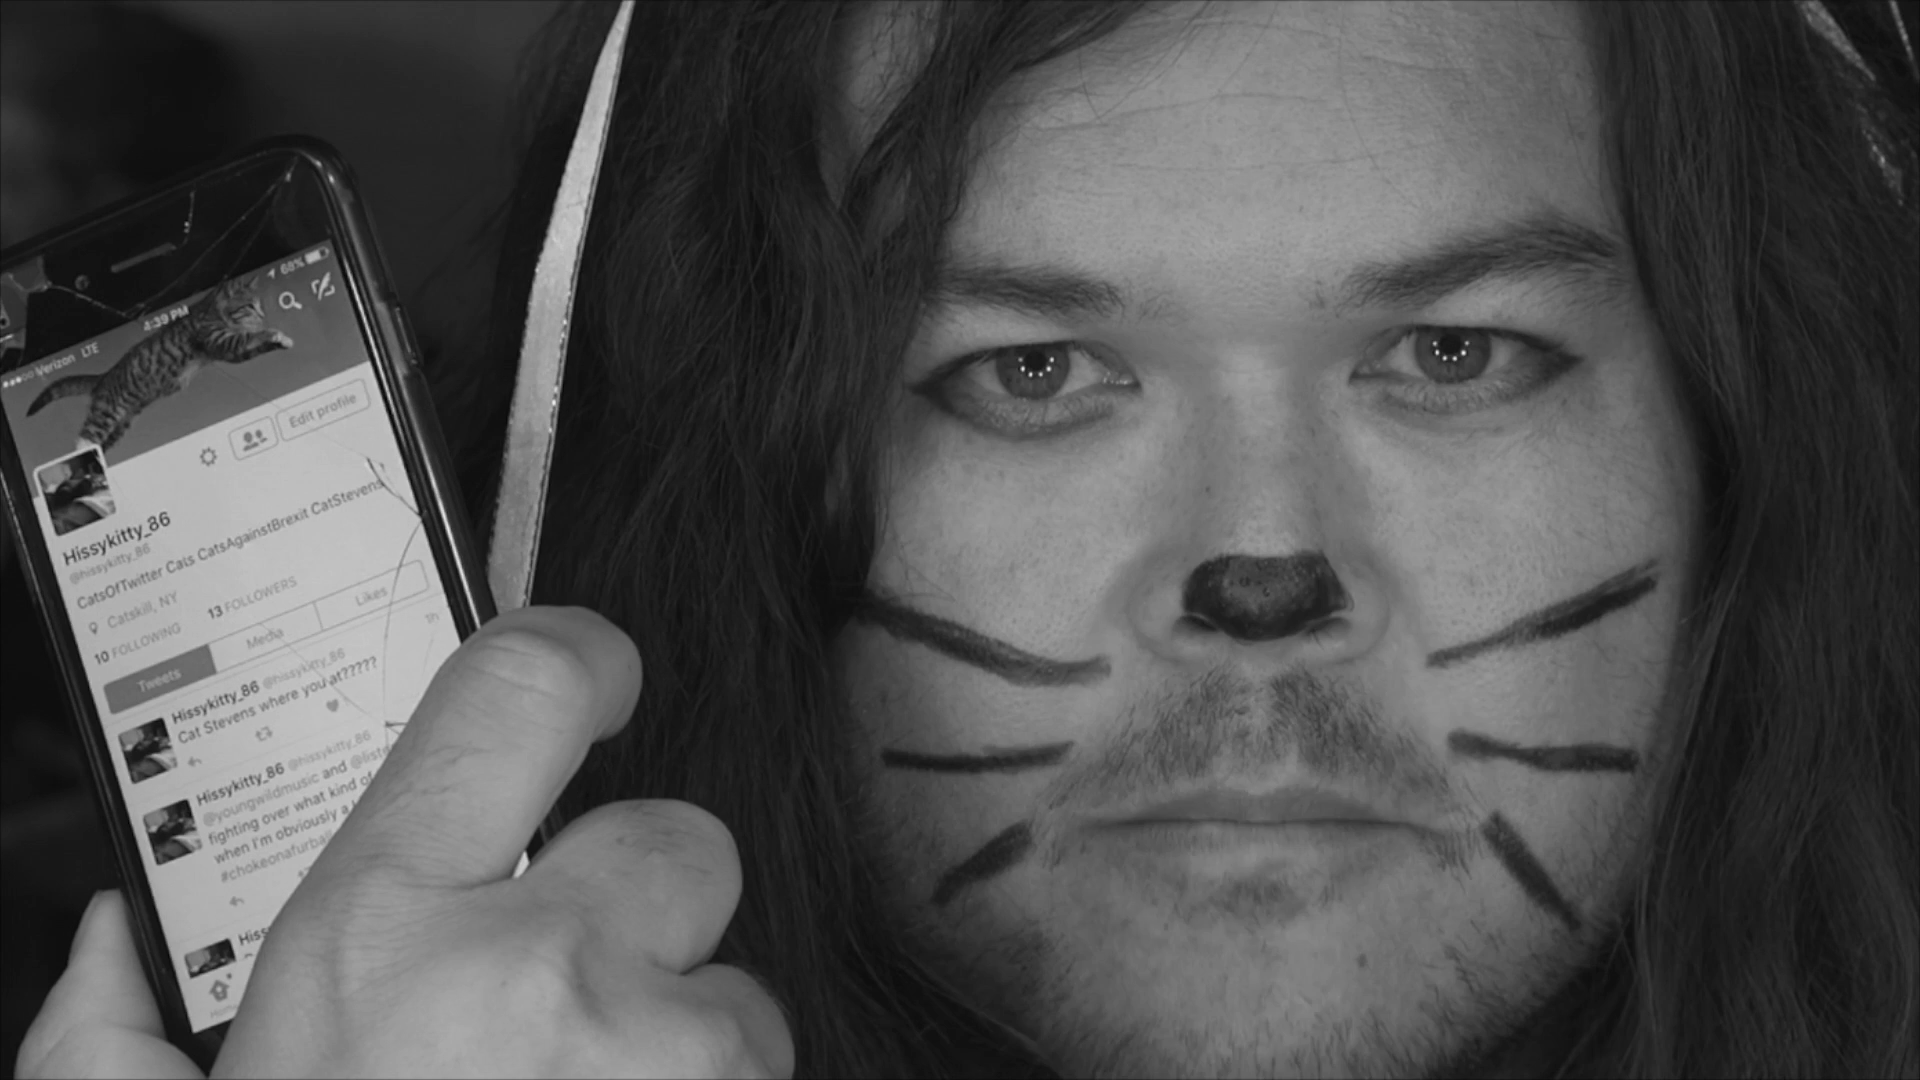 Verizon LTE
4:39 PM
68%
Edit profile
Hissykitty_86
@hissykitty_86
CatsOfTwitter Cats CatsAgainstBrexit CatStevens
Catskill, NY
10 FOLLOWING 13 FOLLOWERS
Tweets Media Likes
Hissykitty_86 @hissykitty_86
Cat Stevens where you at?????
Hissykitty_86 @hissykitty_86
@youngwildmusic and
fighting over what kind of
when I'm obviously a